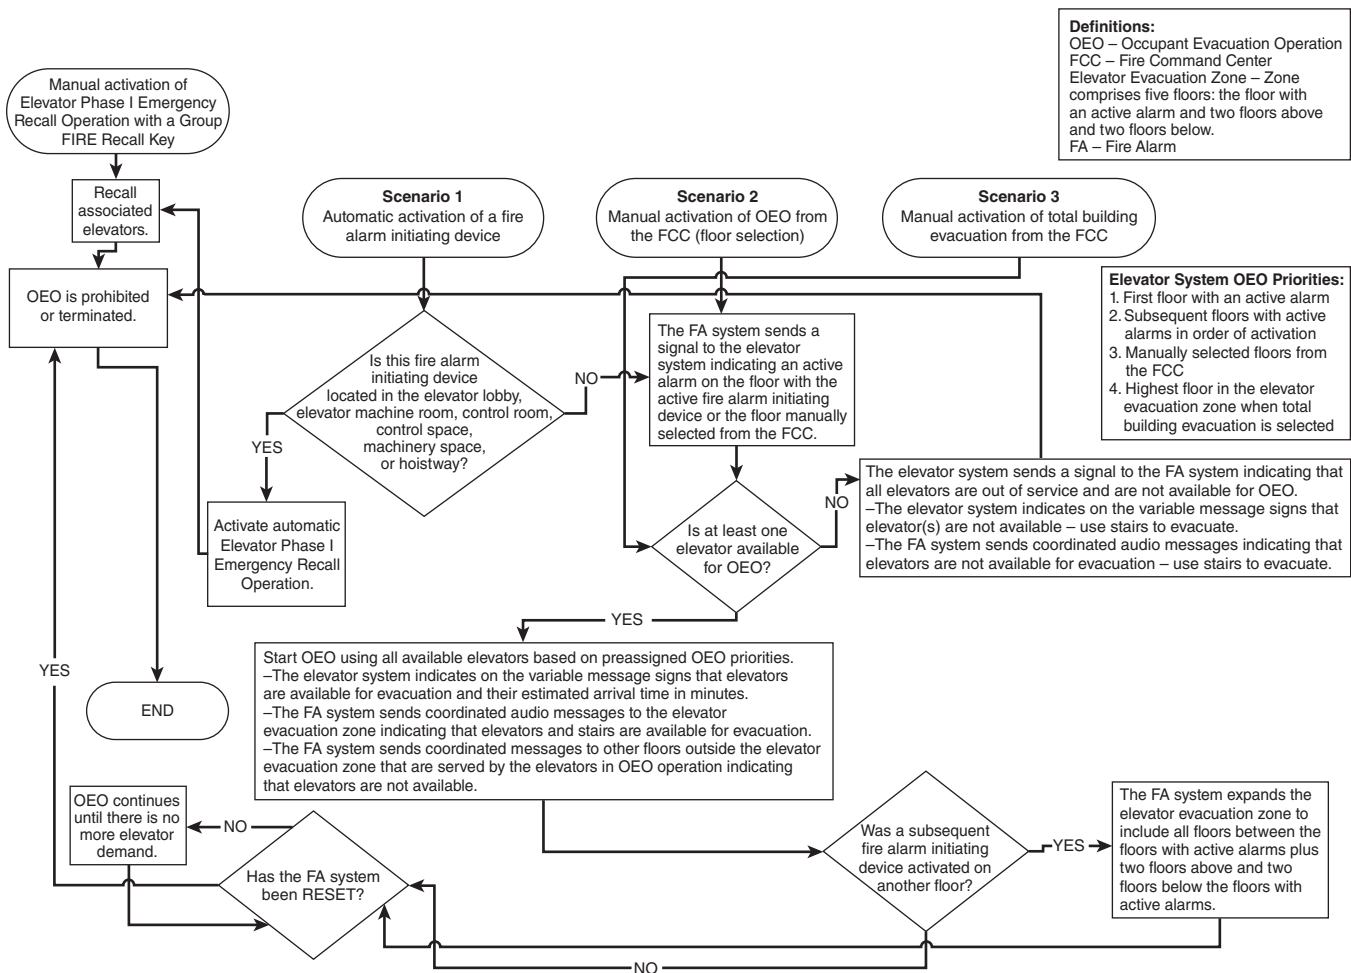 Definitions:
OEO – Occupant Evacuation Operation
FCC – Fire Command Center
Elevator Evacuation Zone – Zone
comprises five floors: the floor with
an active alarm and two floors above
and two floors below.
FA – Fire Alarm
Manual activation of
Elevator Phase I Emergency
Recall Operation with a Group
FIRE Recall Key
Recall
associated
elevators.
OEO is prohibited
or terminated.
Scenario 1
Automatic activation of a fire
alarm initiating device
Scenario 2
Manual activation of OEO from
the FCC (floor selection)
Scenario 3
Manual activation of total building
evacuation from the FCC
Elevator System OEO Priorities:
1. First floor with an active alarm
2. Subsequent floors with active
alarms in order of activation
3. Manually selected floors from
the FCC
4. Highest floor in the elevator
evacuation zone when total
building evacuation is selected
Is this fire alarm
initiating device
located in the elevator lobby,
elevator machine room, control room,
control space,
machinery space,
or hoistway?
NO
YES
The FA system sends a
signal to the elevator
system indicating an active
alarm on the floor with the
active fire alarm initiating
device or the floor manually
selected from the FCC.
Activate automatic
Elevator Phase I
Emergency Recall
Operation.
Is at least one
elevator available
for OEO?
NO
The elevator system sends a signal to the FA system indicating that
all elevators are out of service and are not available for OEO.
–The elevator system indicates on the variable message signs that
elevator(s) are not available – use stairs to evacuate.
–The FA system sends coordinated audio messages indicating that
elevators are not available for evacuation – use stairs to evacuate.
YES
YES
END
Start OEO using all available elevators based on preassigned OEO priorities.
–The elevator system indicates on the variable message signs that elevators
are available for evacuation and their estimated arrival time in minutes.
–The FA system sends coordinated audio messages to the elevator
evacuation zone indicating that elevators and stairs are available for evacuation.
–The FA system sends coordinated messages to other floors outside the elevator
evacuation zone that are served by the elevators in OEO operation indicating
that elevators are not available.
OEO continues
until there is no
more elevator
demand.
NO
Has the FA system
been RESET?
Was a subsequent
fire alarm initiating
device activated on
another floor?
YES
The FA system expands the
elevator evacuation zone to
include all floors between the
floors with active alarms plus
two floors above and two
floors below the floors with
active alarms.
NO